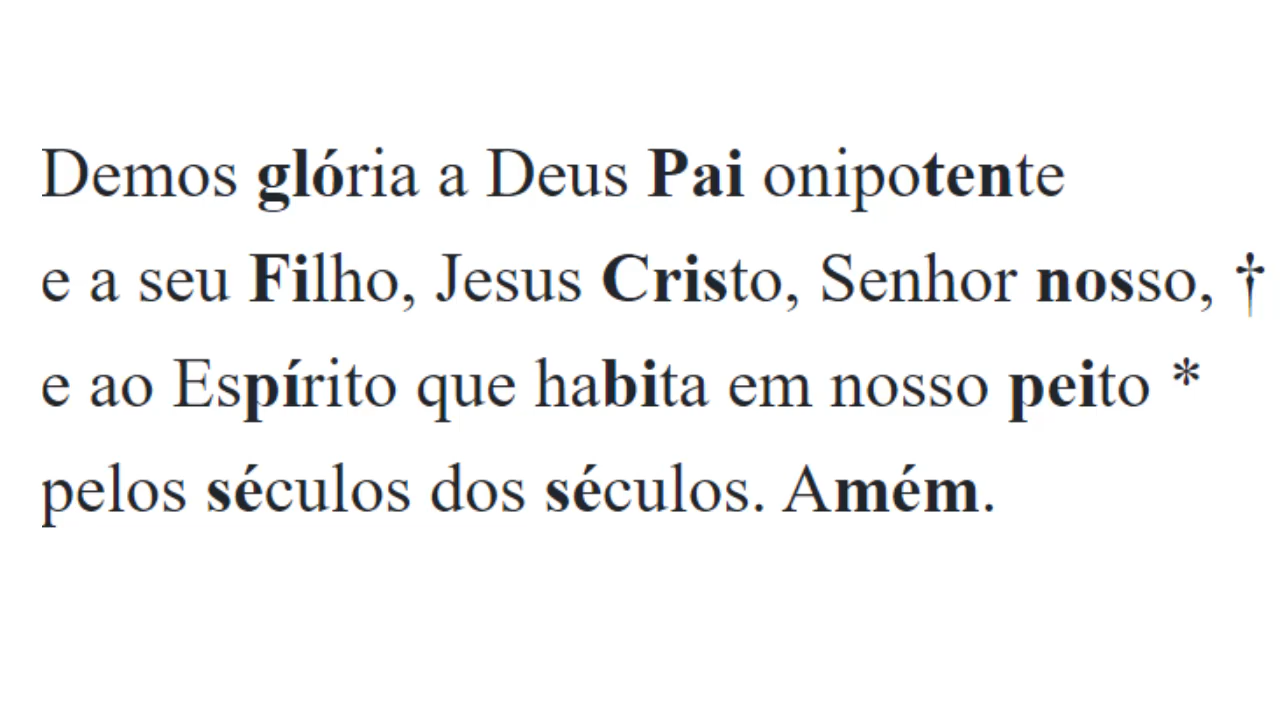 Demos glória a Deus Pai onipotente
e a seu Filho, Jesus Cristo, Senhor nosso, †
e ao Espírito que habita em nosso peito *
pelos séculos dos séculos. Amém.